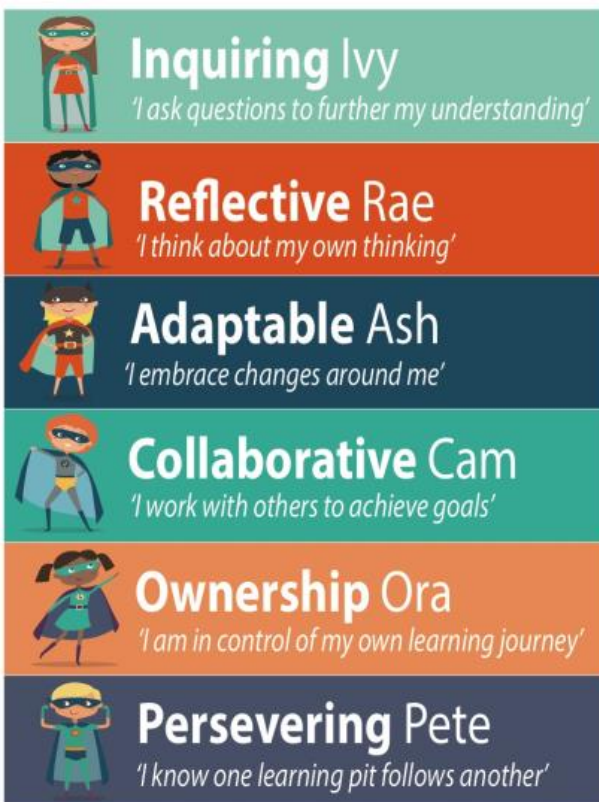 Inquiring Ivy
'I ask questions to further my understanding'
Reflective Rae
'I think about my own thinking'
Adaptable Ash
'I embrace changes around me'
Collaborative Cam
'I work with others to achieve goals'
Ownership Ora
'I am in control of my own learning journey'
Persevering Pete
'I know one learning pit follows another'